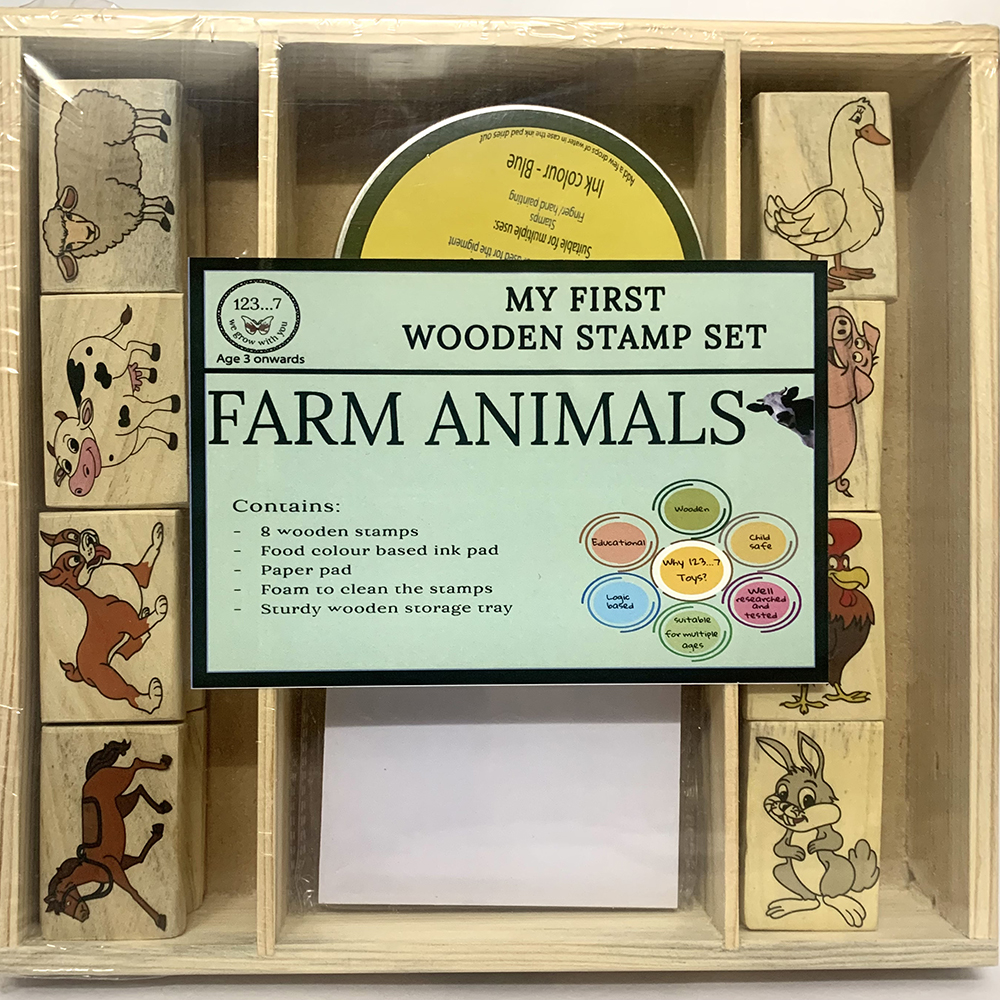 Add a few drops of water in case the ink pad dries out
Ink colour - Blue
Finger/ hand painting
Stamps
Suitable for multiple uses:
used for the pigment
123...7
we grow with you
Age 3 onwards
MY FIRST
WOODEN STAMP SET
FARM ANIMALS
Contains:
- 8 wooden stamps
- Food colour based ink pad
- Paper pad
- Foam to clean the stamps
- Sturdy wooden storage tray
Wooden
Educational
Child
safe
Why 123...7
Toys?
Logic
based
Well
researched
and
tested
suitable
for multiple
ages